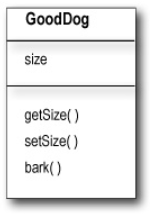 GoodDog
size
getSize( )
setSize( )
bark( )